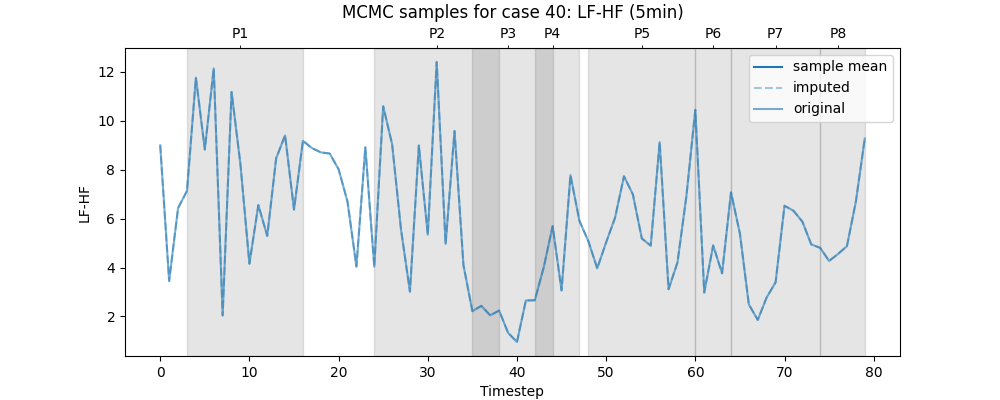 MCMC samples for case 40: LF-HF (5min)
P1 P2 P3 P4 P5 P6 P7 P8
sample mean
imputed
original
12
10
8
6
4
2
LF-HF
0 10 20 30 40 50 60 70 80
Timestep